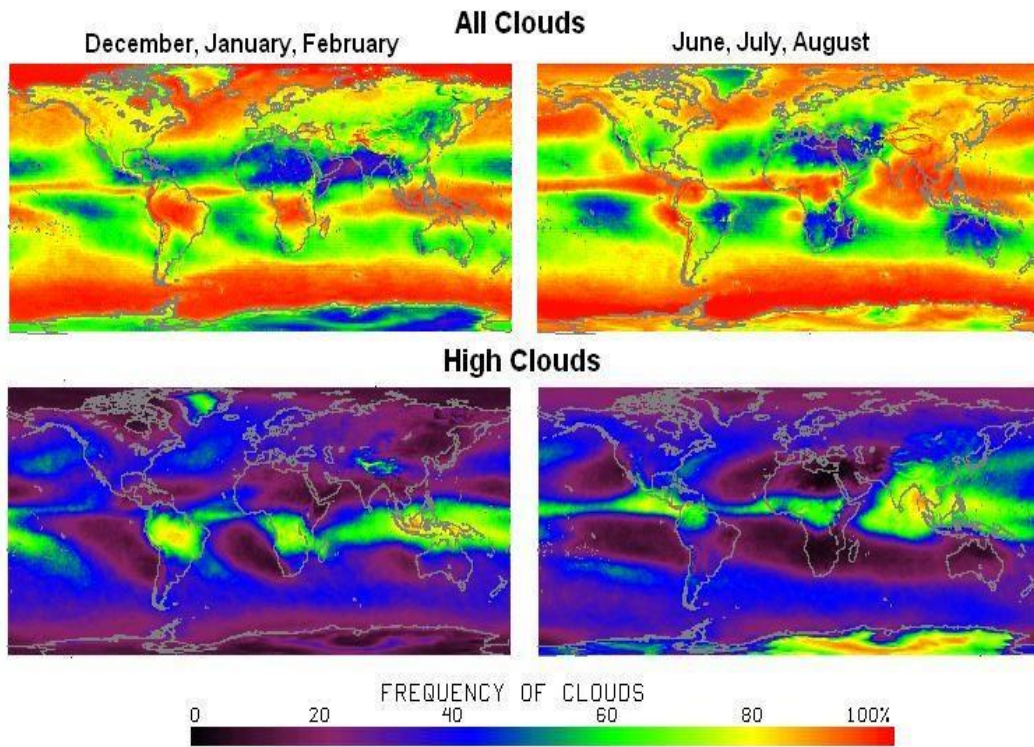 All Clouds
December, January, February
June, July, August
High Clouds
FREQUENCY OF CLOUDS
0 20 40 60 80 100%